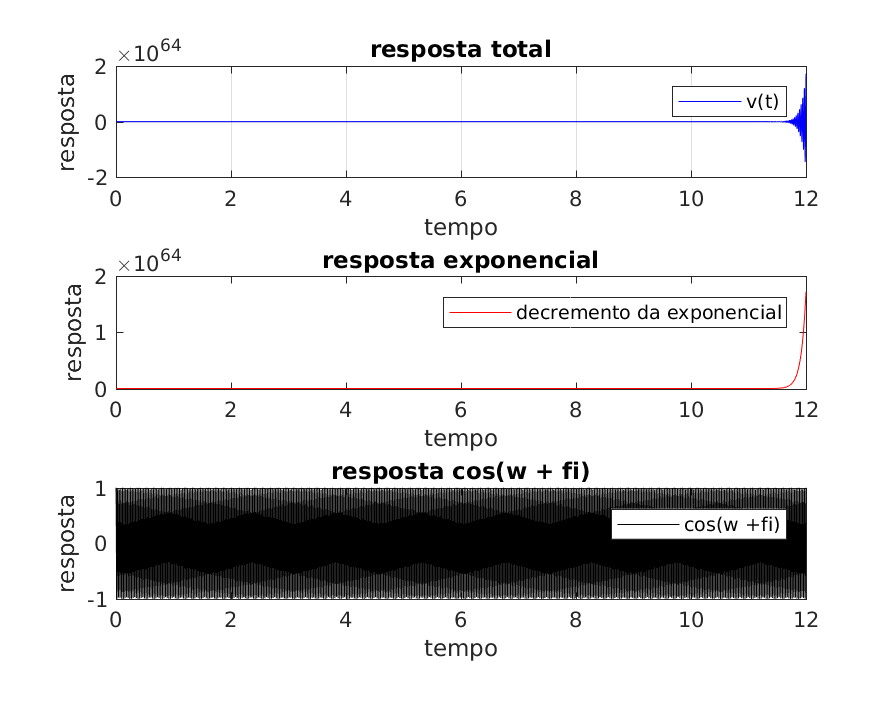 resposta total
×10^64
2
0
-2
resposta
v(t)
0 2 4 6 8 10 12
tempo
resposta exponencial
×10^64
2
1
0
resposta
decremento da exponencial
0 2 4 6 8 10 12
tempo
resposta cos(w + fi)
1
0
-1
resposta
cos(w +fi)
0 2 4 6 8 10 12
tempo